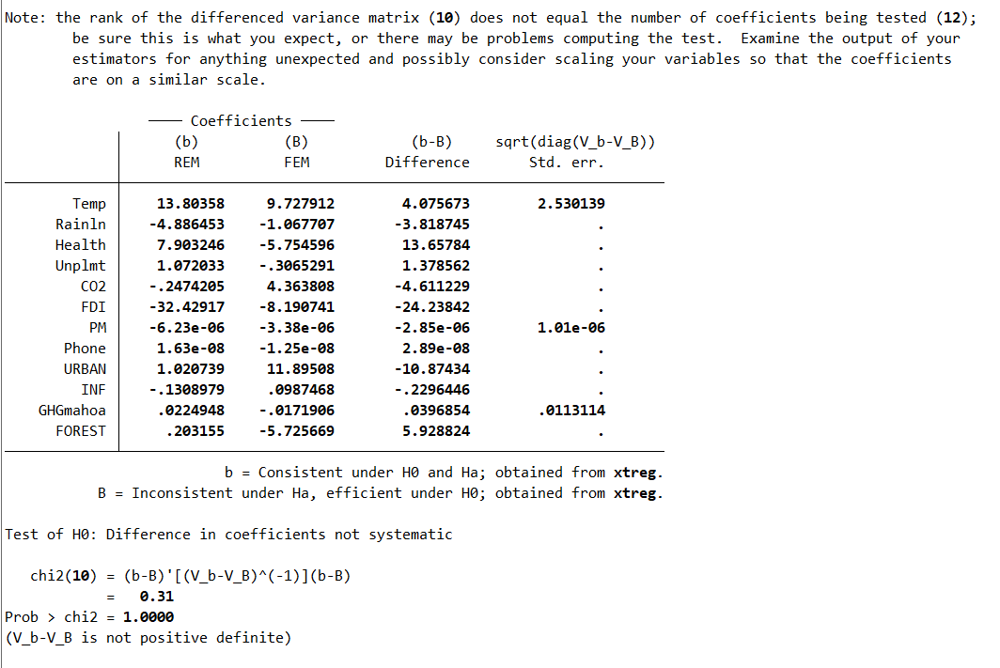 Note: the rank of the differenced variance matrix (10) does not equal the number of coefficients being tested (12);
be sure this is what you expect, or there may be problems computing the test.  Examine the output of your
estimators for anything unexpected and possibly consider scaling your variables so that the coefficients
are on a similar scale.
Coefficients
(b) (B) (b-B) sqrt(diag(V_b-V_B))
REM FEM Difference Std. err.
Temp 13.80358 9.727912 4.075673 2.530139
Rainln -4.886453 -1.067707 -3.818745 .
Health 7.903246 -5.754596 13.65784 .
Unplmt 1.072033 -.3065291 1.378562 .
CO2 -.2474205 4.363808 -4.611229 .
FDI -32.42917 -8.190741 -24.23842 .
PM -6.23e-06 -3.38e-06 -2.85e-06 1.01e-06
Phone 1.63e-08 -1.25e-08 2.89e-08 .
URBAN 1.020739 11.89508 -10.87434 .
INF -.1308979 .0987468 -.2296446 .
GHGmahoa .0224948 -.0171906 .0396854 .0113114
FOREST .203155 -5.725669 5.928824 .
b = Consistent under H0 and Ha; obtained from xtreg.
B = Inconsistent under Ha, efficient under H0; obtained from xtreg.
Test of H0: Difference in coefficients not systematic
chi2(10) = (b-B)'[(V_b-V_B)^(-1)](b-B)
= 0.31
Prob > chi2 = 1.0000
(V_b-V_B is not positive definite)